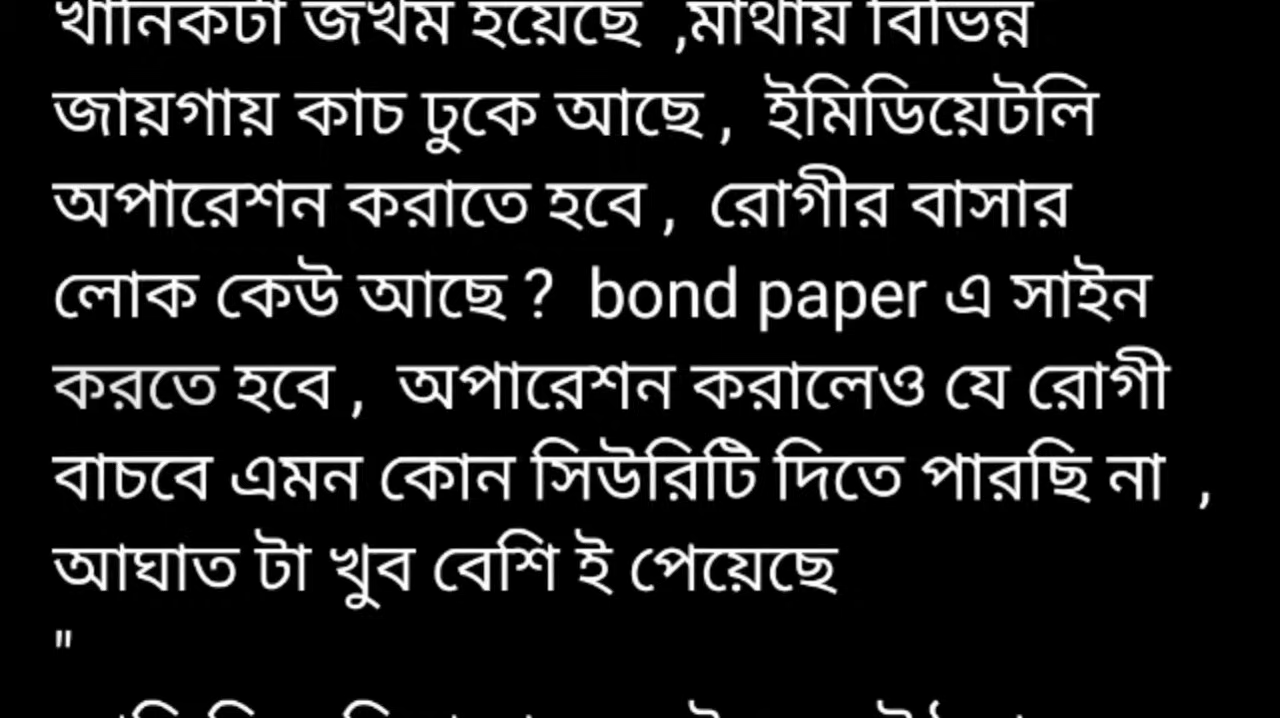 খানিকটা জখম হয়েছে ,মাথায় বিভিন্ন
জায়গায় কাচ ঢুকে আছে , ইমিডিয়েটলি
অপারেশন করাতে হবে , রোগীর বাসার
লোক কেউ আছে ? bond paper এ সাইন
করতে হবে , অপারেশন করালেও যে রোগী
বাচবে এমন কোন সিউরিটি দিতে পারছি না ,
আঘাত টা খুব বেশি ই পেয়েছে
"